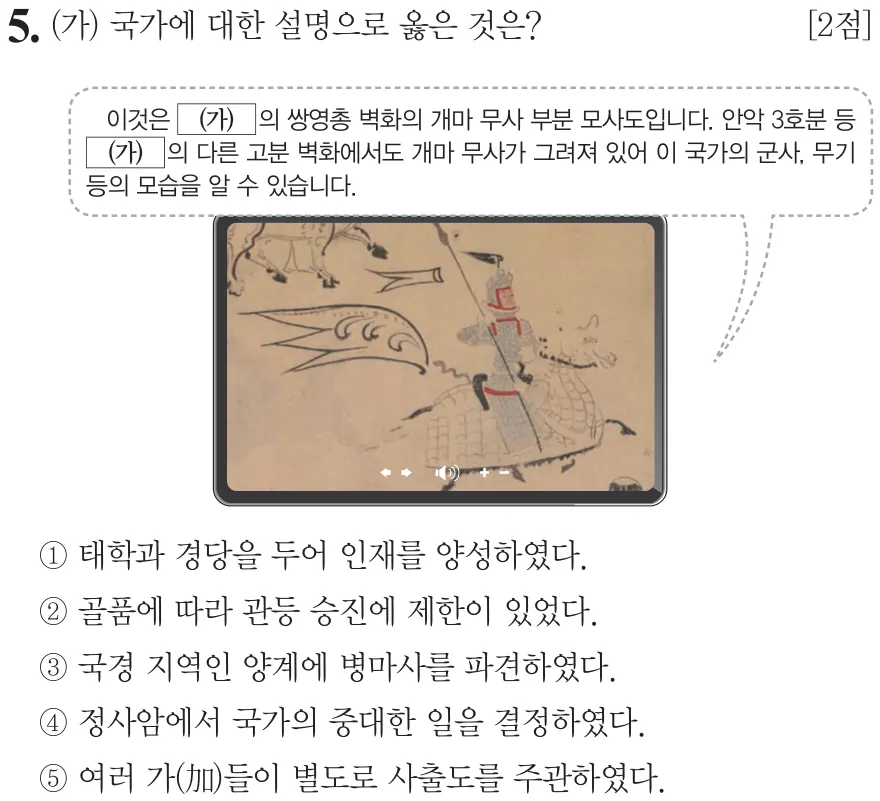 5. (가) 국가에 대한 설명으로 옳은 것은? [2점]
이것은 (가) 의 쌍영총 벽화의 개마 무사 부분 모사도입니다. 안악 3호분 등
(가) 의 다른 고분 벽화에서도 개마 무사가 그려져 있어 이 국가의 군사, 무기
등의 모습을 알 수 있습니다.
① 태학과 경당을 두어 인재를 양성하였다.
② 골품에 따라 관등 승진에 제한이 있었다.
③ 국경 지역인 양계에 병마사를 파견하였다.
④ 정사암에서 국가의 중대한 일을 결정하였다.
⑤ 여러 가(加)들이 별도로 사출도를 주관하였다.